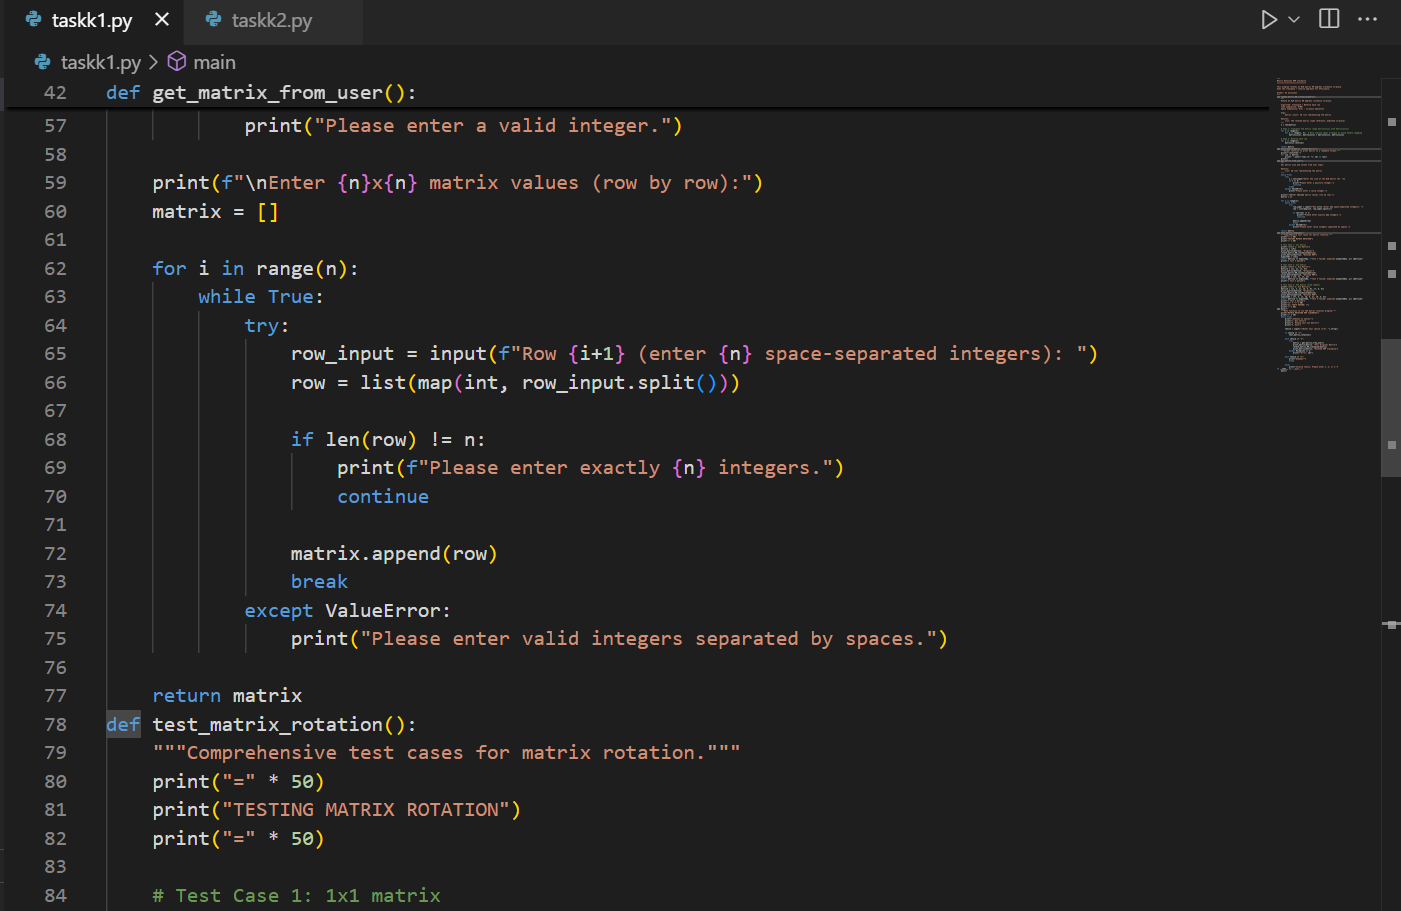 taskk1.py
taskk2.py
taskk1.py > main
42 def get_matrix_from_user():
57             print("Please enter a valid integer.")
58
59     print(f"\nEnter {n}x{n} matrix values (row by row):")
60     matrix = []
61
62     for i in range(n):
63         while True:
64             try:
65                 row_input = input(f"Row {i+1} (enter {n} space-separated integers): ")
66                 row = list(map(int, row_input.split()))
67
68                 if len(row) != n:
69                     print(f"Please enter exactly {n} integers.")
70                     continue
71
72                 matrix.append(row)
73                 break
74             except ValueError:
75                 print("Please enter valid integers separated by spaces.")
76
77     return matrix
78 def test_matrix_rotation():
79     """Comprehensive test cases for matrix rotation."""
80     print("=" * 50)
81     print("TESTING MATRIX ROTATION")
82     print("=" * 50)
83
84     # Test Case 1: 1x1 matrix